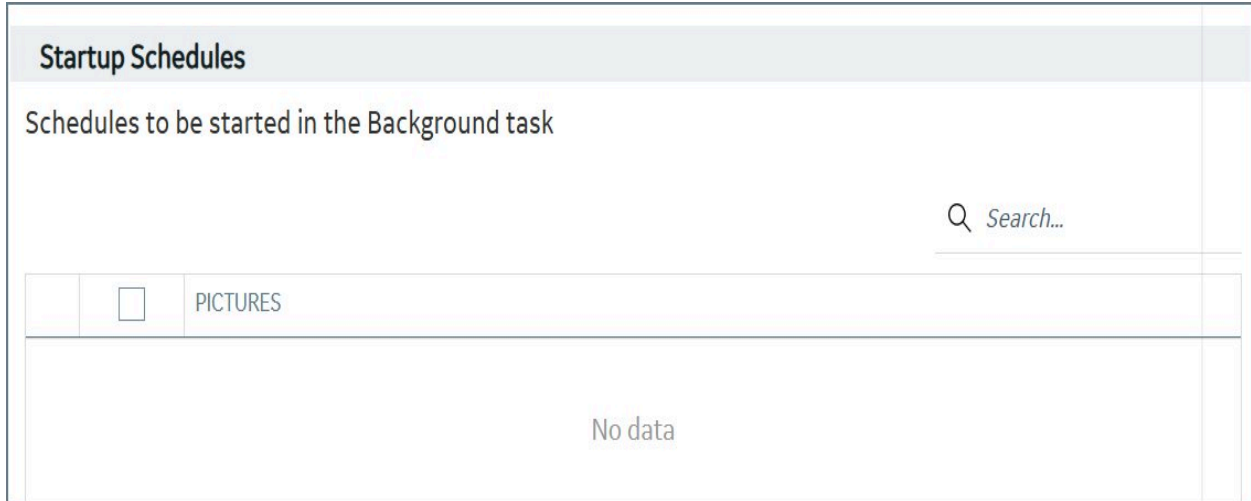 Startup Schedules
Schedules to be started in the Background task
Search...
PICTURES
No data